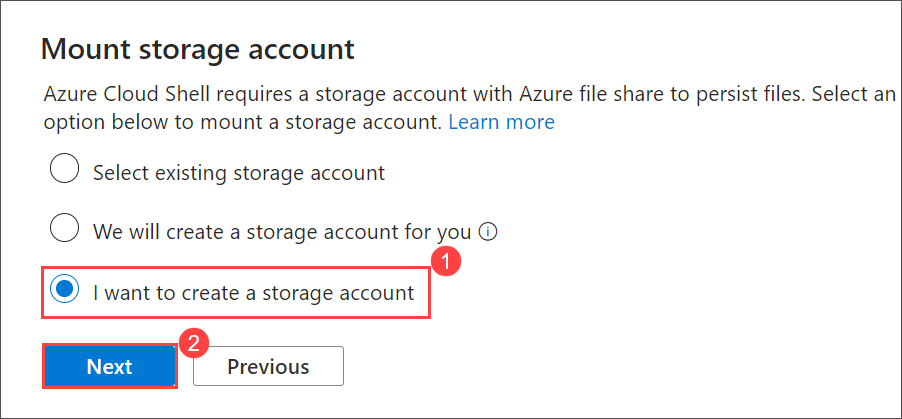 Mount storage account
Azure Cloud Shell requires a storage account with Azure file share to persist files. Select an
option below to mount a storage account. Learn more
Select existing storage account
We will create a storage account for you
1
I want to create a storage account
2
Next
Previous